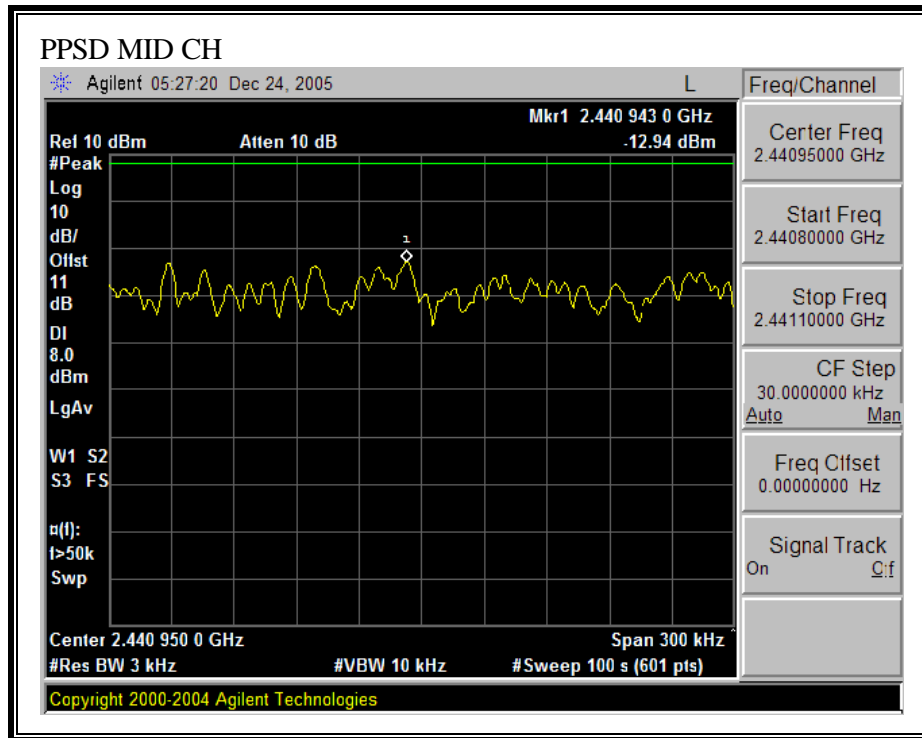 PPSD MID CH
Agilent 05:27:20 Dec 24, 2005 L
Freq/Channel
Mkr1 2.440 943 0 GHz
Ref 10 dBm Atten 10 dB -12.94 dBm
#Peak
Log
10
dB/
Offst
11
dB
DI
8.0
dBm
LgAv
W1 S2
S3 FS
¤(f):
f>50k
Swp
1
Center 2.440 950 0 GHz Span 300 kHz
#Res BW 3 kHz #VBW 10 kHz #Sweep 100 s (601 pts)
Copyright 2000-2004 Agilent Technologies
Center Freq
2.44095000 GHz
Start Freq
2.44080000 GHz
Stop Freq
2.44110000 GHz
CF Step
30.0000000 kHz
Auto Man
Freq Offset
0.00000000 Hz
Signal Track
On Off